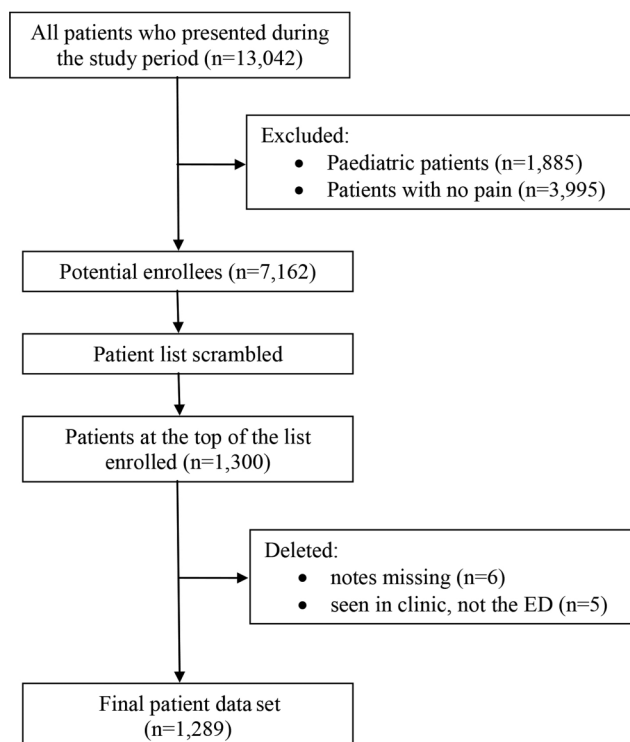 All patients who presented during
the study period (n=13,042)
Excluded:
• Paediatric patients (n=1,885)
• Patients with no pain (n=3,995)
Potential enrollees (n=7,162)
Patient list scrambled
Patients at the top of the list
enrolled (n=1,300)
Deleted:
• notes missing (n=6)
• seen in clinic, not the ED (n=5)
Final patient data set
(n=1,289)